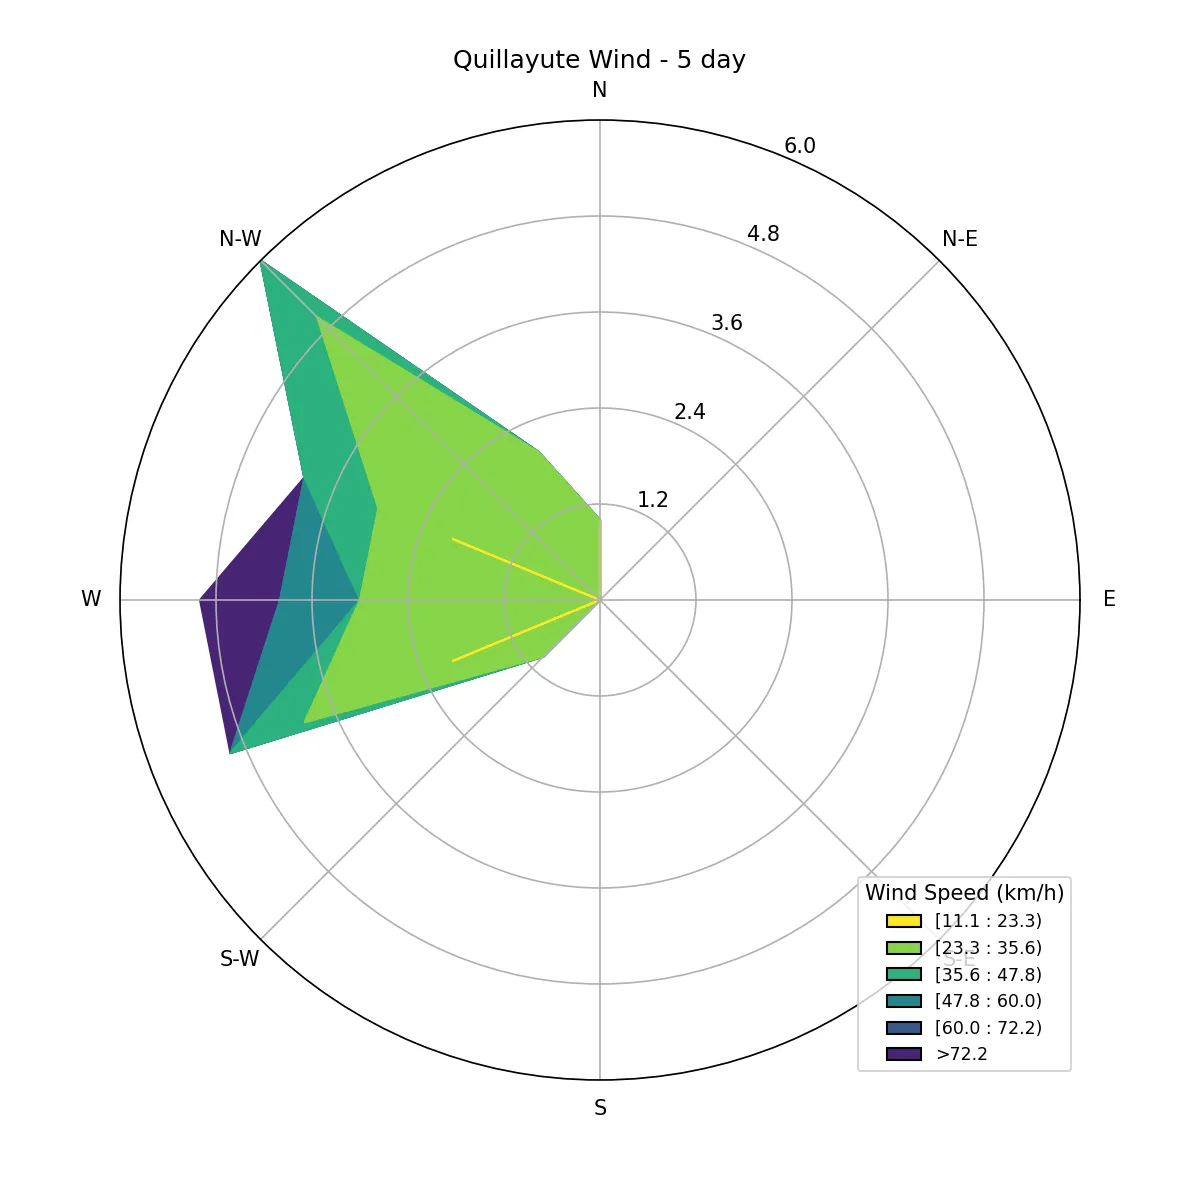 Quillayute Wind - 5 day
N
6.0
N-W
N-E
4.8
3.6
2.4
1.2
W
E
S-W
S-E
S
Wind Speed (km/h)
[11.1 : 23.3)
[23.3 : 35.6)
[35.6 : 47.8)
[47.8 : 60.0)
[60.0 : 72.2)
>72.2